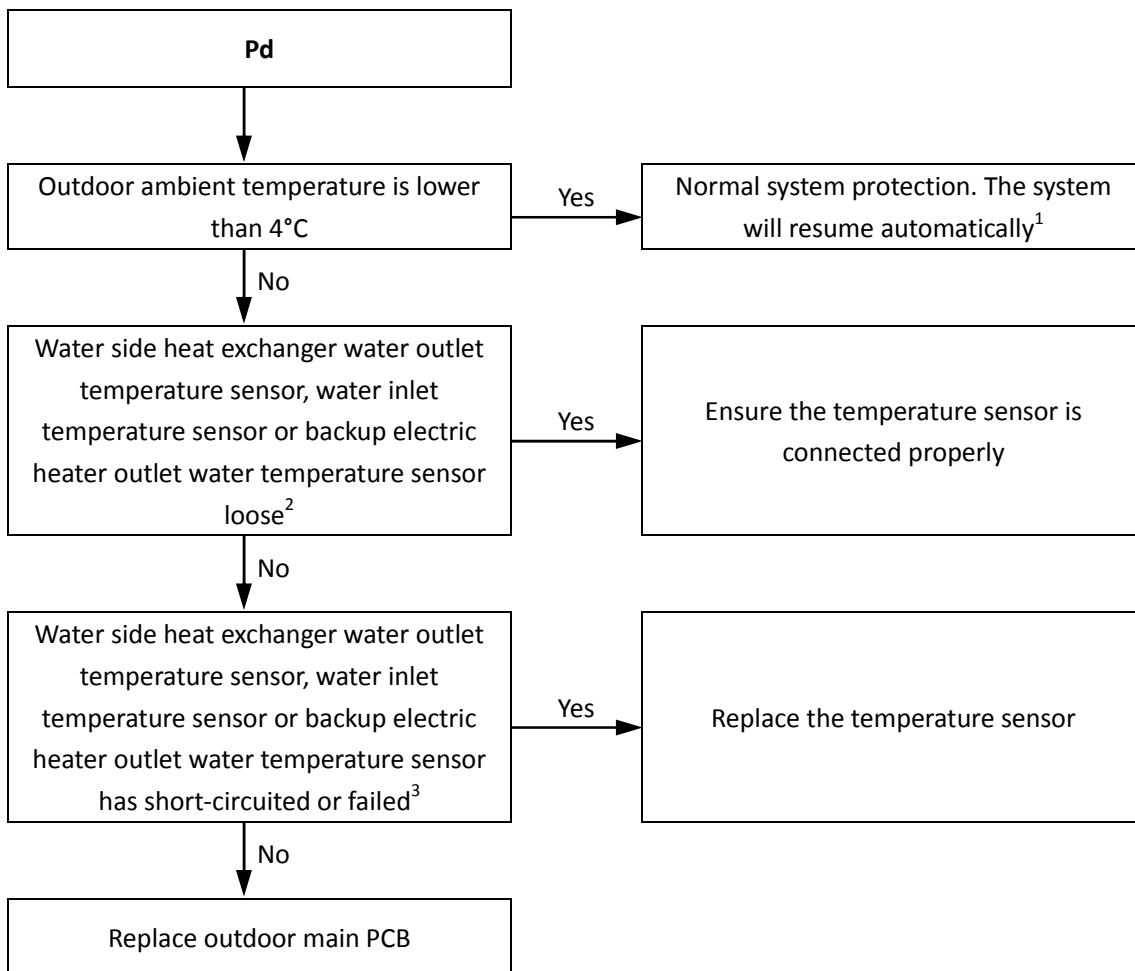 Pd
Outdoor ambient temperature is lower
than 4°C
Yes
Normal system protection. The system
will resume automatically1
No
Water side heat exchanger water outlet
temperature sensor, water inlet
temperature sensor or backup electric
heater outlet water temperature sensor
loose2
Yes
Ensure the temperature sensor is
connected properly
No
Water side heat exchanger water outlet
temperature sensor, water inlet
temperature sensor or backup electric
heater outlet water temperature sensor
has short-circuited or failed3
Yes
Replace the temperature sensor
No
Replace outdoor main PCB